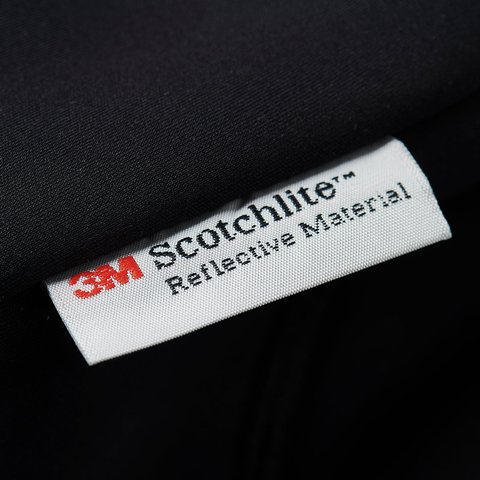 3M Scotchlite™
Reflective Material